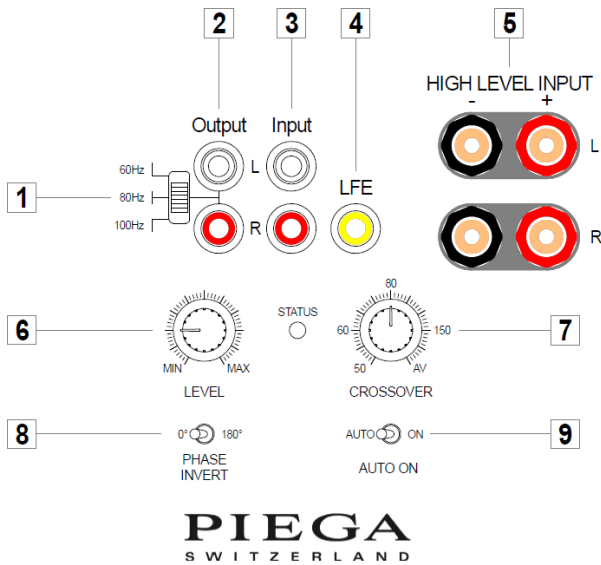 2 3 4 5
HIGH LEVEL INPUT
- +
Output Input
60Hz
L
L
LFE
1
80Hz
100Hz
R
R
6
MIN MAX
LEVEL
STATUS
80
60 150
50 AV
CROSSOVER
7
8
0° 180°
PHASE
INVERT
AUTO ON
AUTO ON
9
PIEGA
SWITZERLAND